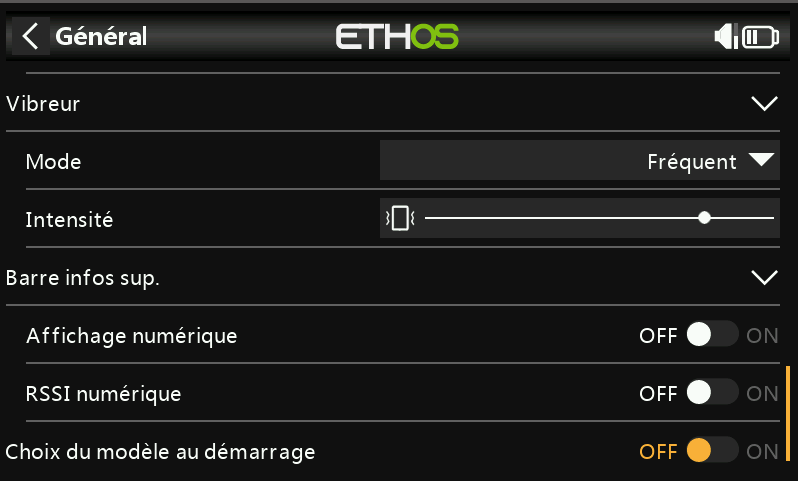 Général
ETHOS
Vibreur
Mode
Fréquent
Intensité
Barre infos sup.
Affichage numérique
OFF ON
RSSI numérique
OFF ON
Choix du modèle au démarrage
OFF ON